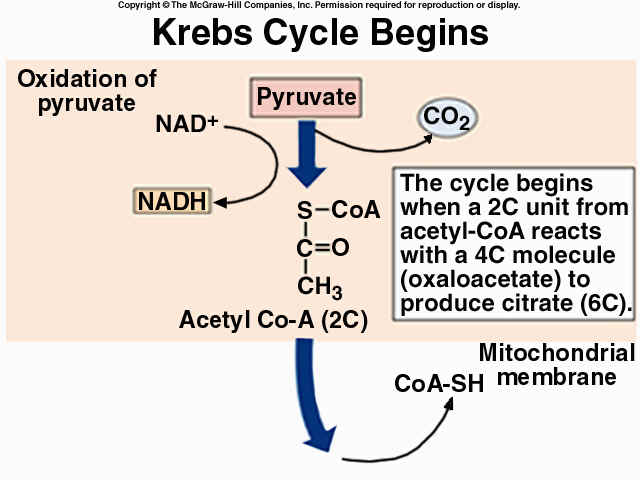 Copyright © The McGraw-Hill Companies, Inc. Permission required for reproduction or display.
Krebs Cycle Begins
Oxidation of
pyruvate
Pyruvate
NAD+
CO2
NADH
The cycle begins
when a 2C unit from
acetyl-CoA reacts
with a 4C molecule
(oxaloacetate) to
produce citrate (6C).
S–CoA
C=O
CH3
Acetyl Co-A (2C)
Mitochondrial
membrane
CoA-SH